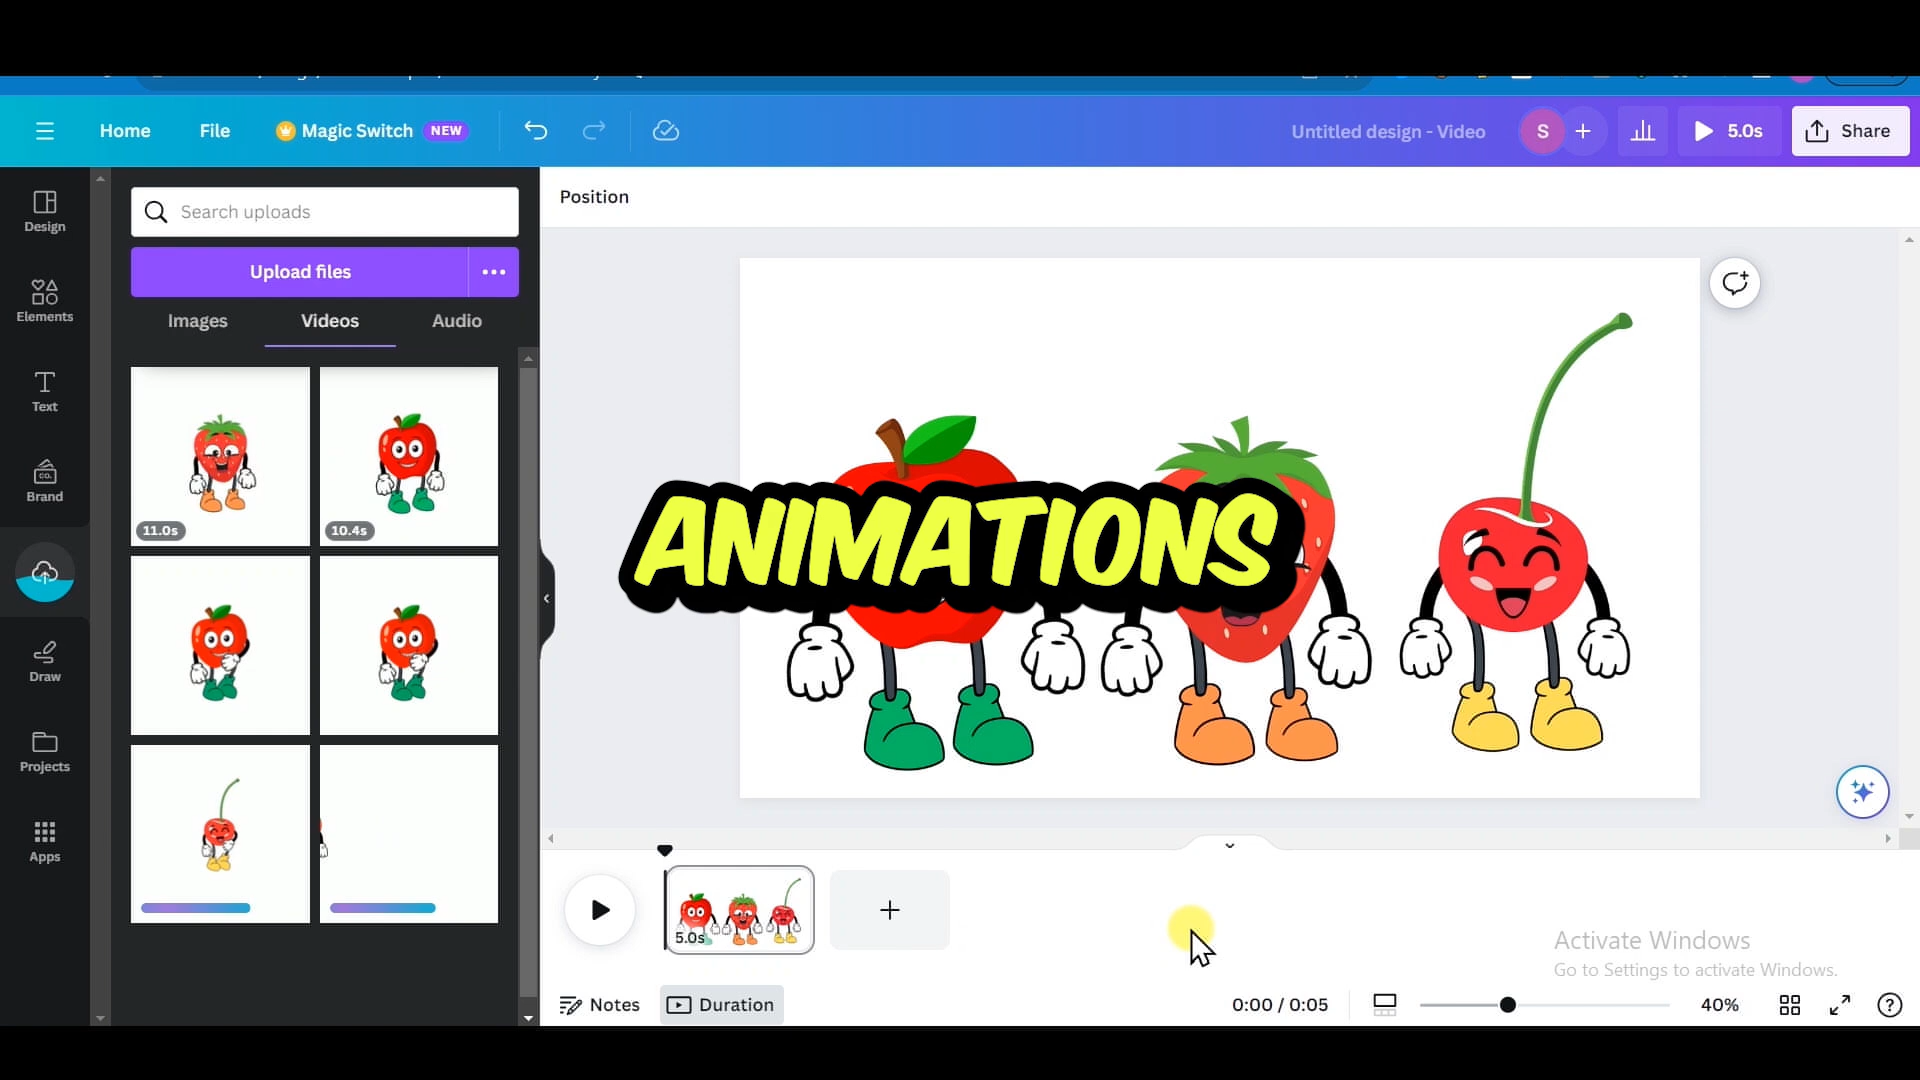 Home
File
Magic Switch NEW
Untitled design - Video
S
5.0s
Share
Design
Elements
Text
Brand
CO.
Draw
Projects
Apps
Search uploads
Upload files
Images
Videos
Audio
11.0s
10.4s
Position
ANIMATIONS
5.0s
Activate Windows
Go to Settings to activate Windows.
Notes
Duration
0:00 / 0:05
40%